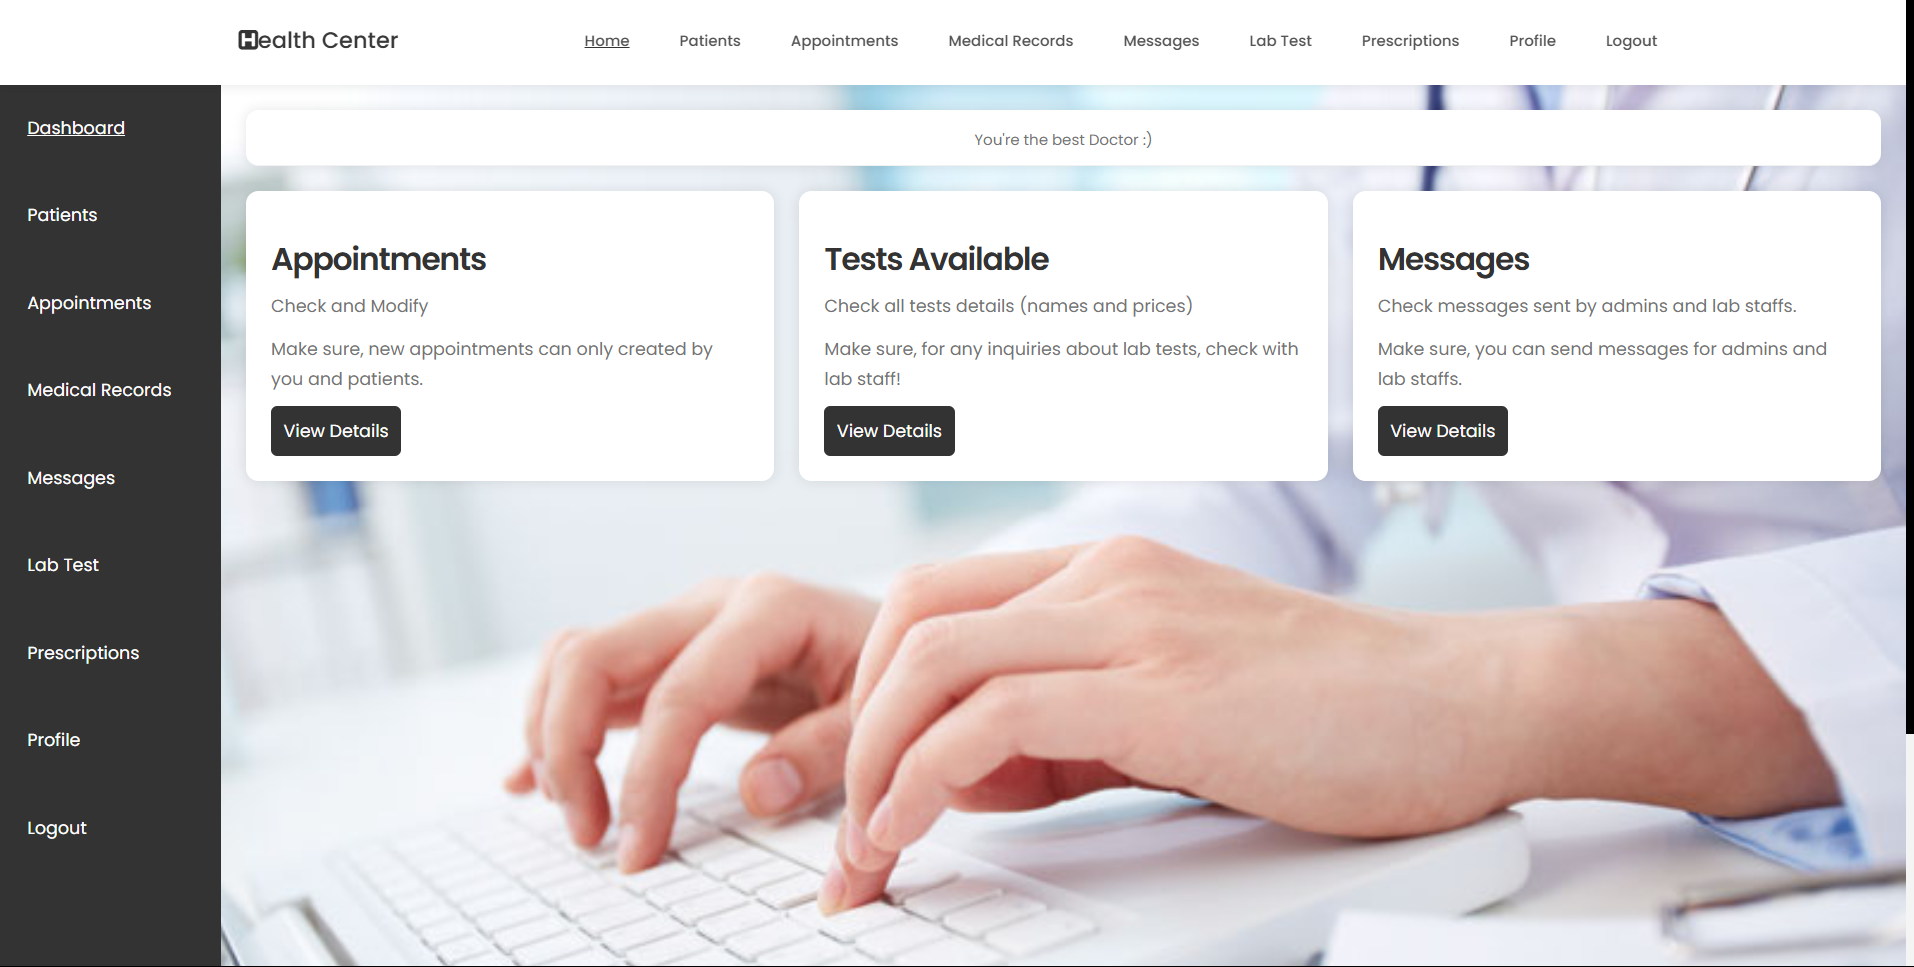 Health Center
Home Patients Appointments Medical Records Messages Lab Test Prescriptions Profile Logout
Dashboard
Patients
Appointments
Medical Records
Messages
Lab Test
Prescriptions
Profile
Logout
You're the best Doctor :)
Appointments
Check and Modify
Make sure, new appointments can only created by
you and patients.
View Details
Tests Available
Check all tests details (names and prices)
Make sure, for any inquiries about lab tests, check with
lab staff!
View Details
Messages
Check messages sent by admins and lab staffs.
Make sure, you can send messages for admins and
lab staffs.
View Details